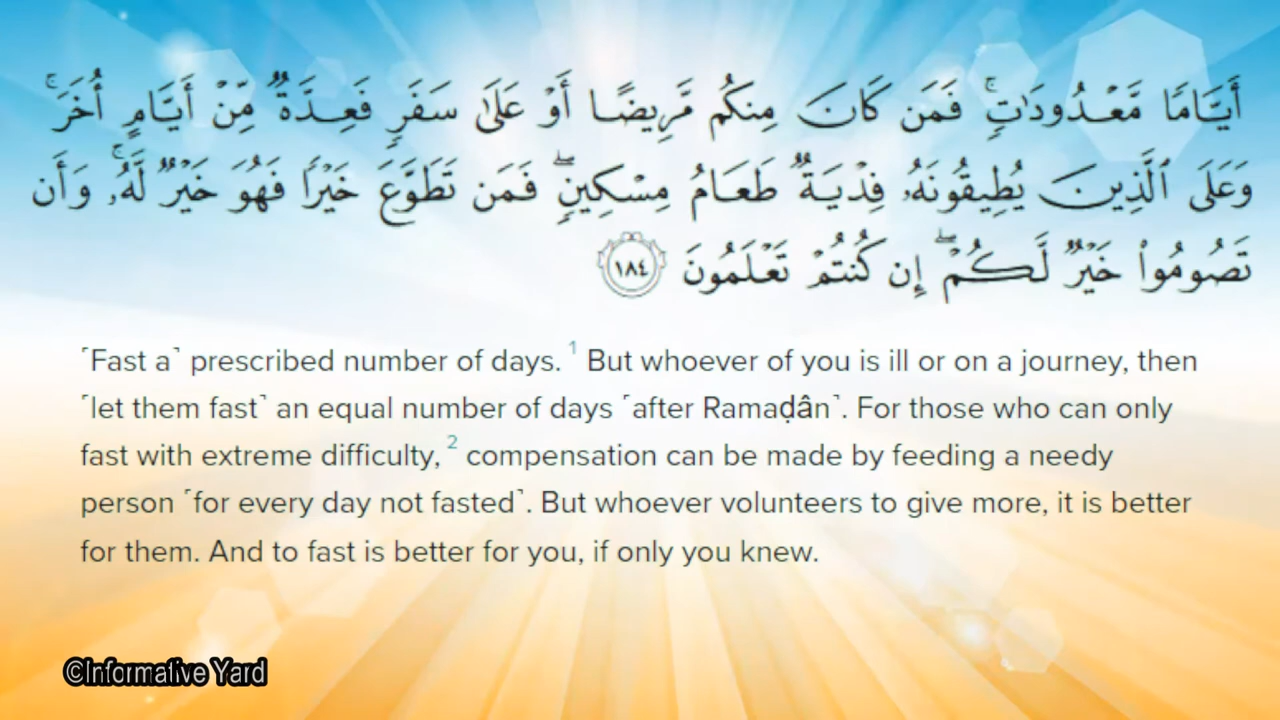 أَيَّامًا مَّعْدُودَٰتٍ ۚ فَمَن كَانَ مِنكُم مَّرِيضًا أَوْ عَلَىٰ سَفَرٍ فَعِدَّةٌ مِّنْ أَيَّامٍ أُخَرَ ۚ
وَعَلَى ٱلَّذِينَ يُطِيقُونَهُۥ فِدْيَةٌ طَعَامُ مِسْكِينٍ ۖ فَمَن تَطَوَّعَ خَيْرًا فَهُوَ خَيْرٌ لَّهُۥ ۚ وَأَن
تَصُومُوا۟ خَيْرٌ لَّكُمْ ۖ إِن كُنتُمْ تَعْلَمُونَ ١٨٤
˹Fast a˺ prescribed number of days. 1 But whoever of you is ill or on a journey, then
˹let them fast˺ an equal number of days ˹after Ramaḍân˺. For those who can only
fast with extreme difficulty, 2 compensation can be made by feeding a needy
person ˹for every day not fasted˺. But whoever volunteers to give more, it is better
for them. And to fast is better for you, if only you knew.
©Informative Yard